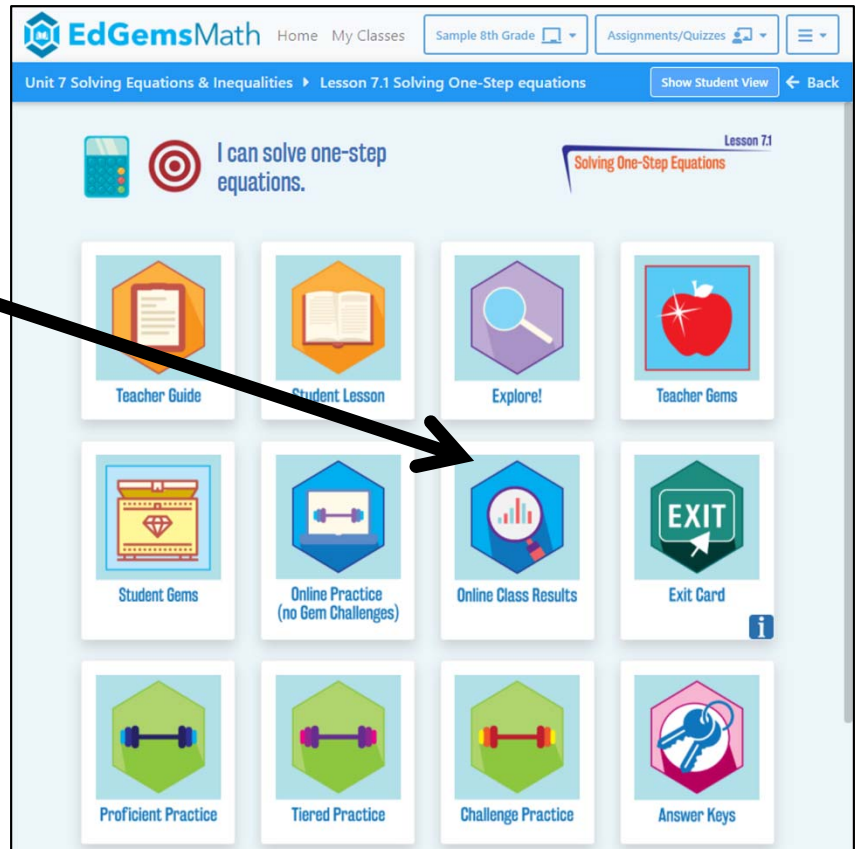 EdGemsMath Home My Classes Sample 8th Grade Assignments/Quizzes
Unit 7 Solving Equations & Inequalities Lesson 7.1 Solving One-Step equations Show Student View Back
I can solve one-step
equations.
Lesson 7.1
Solving One-Step Equations
Teacher Guide
Student Lesson
Explore!
Teacher Gems
Student Gems
Online Practice
(no Gem Challenges)
Online Class Results
EXIT
Exit Card
i
Proficient Practice
Tiered Practice
Challenge Practice
Answer Keys